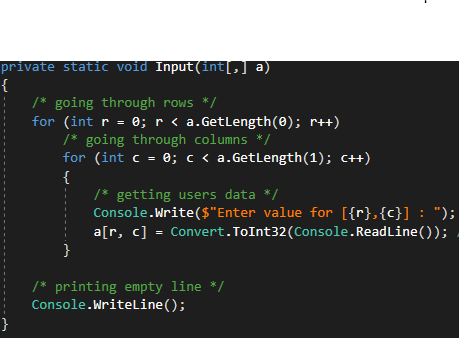 private static void Input(int[,] a)
{
/* going through rows */
for (int r = 0; r < a.GetLength(0); r++)
/* going through columns */
for (int c = 0; c < a.GetLength(1); c++)
{
/* getting users data */
Console.Write($"Enter value for [{r},{c}] : ");
a[r, c] = Convert.ToInt32(Console.ReadLine());
}
/* printing empty line */
Console.WriteLine();
}